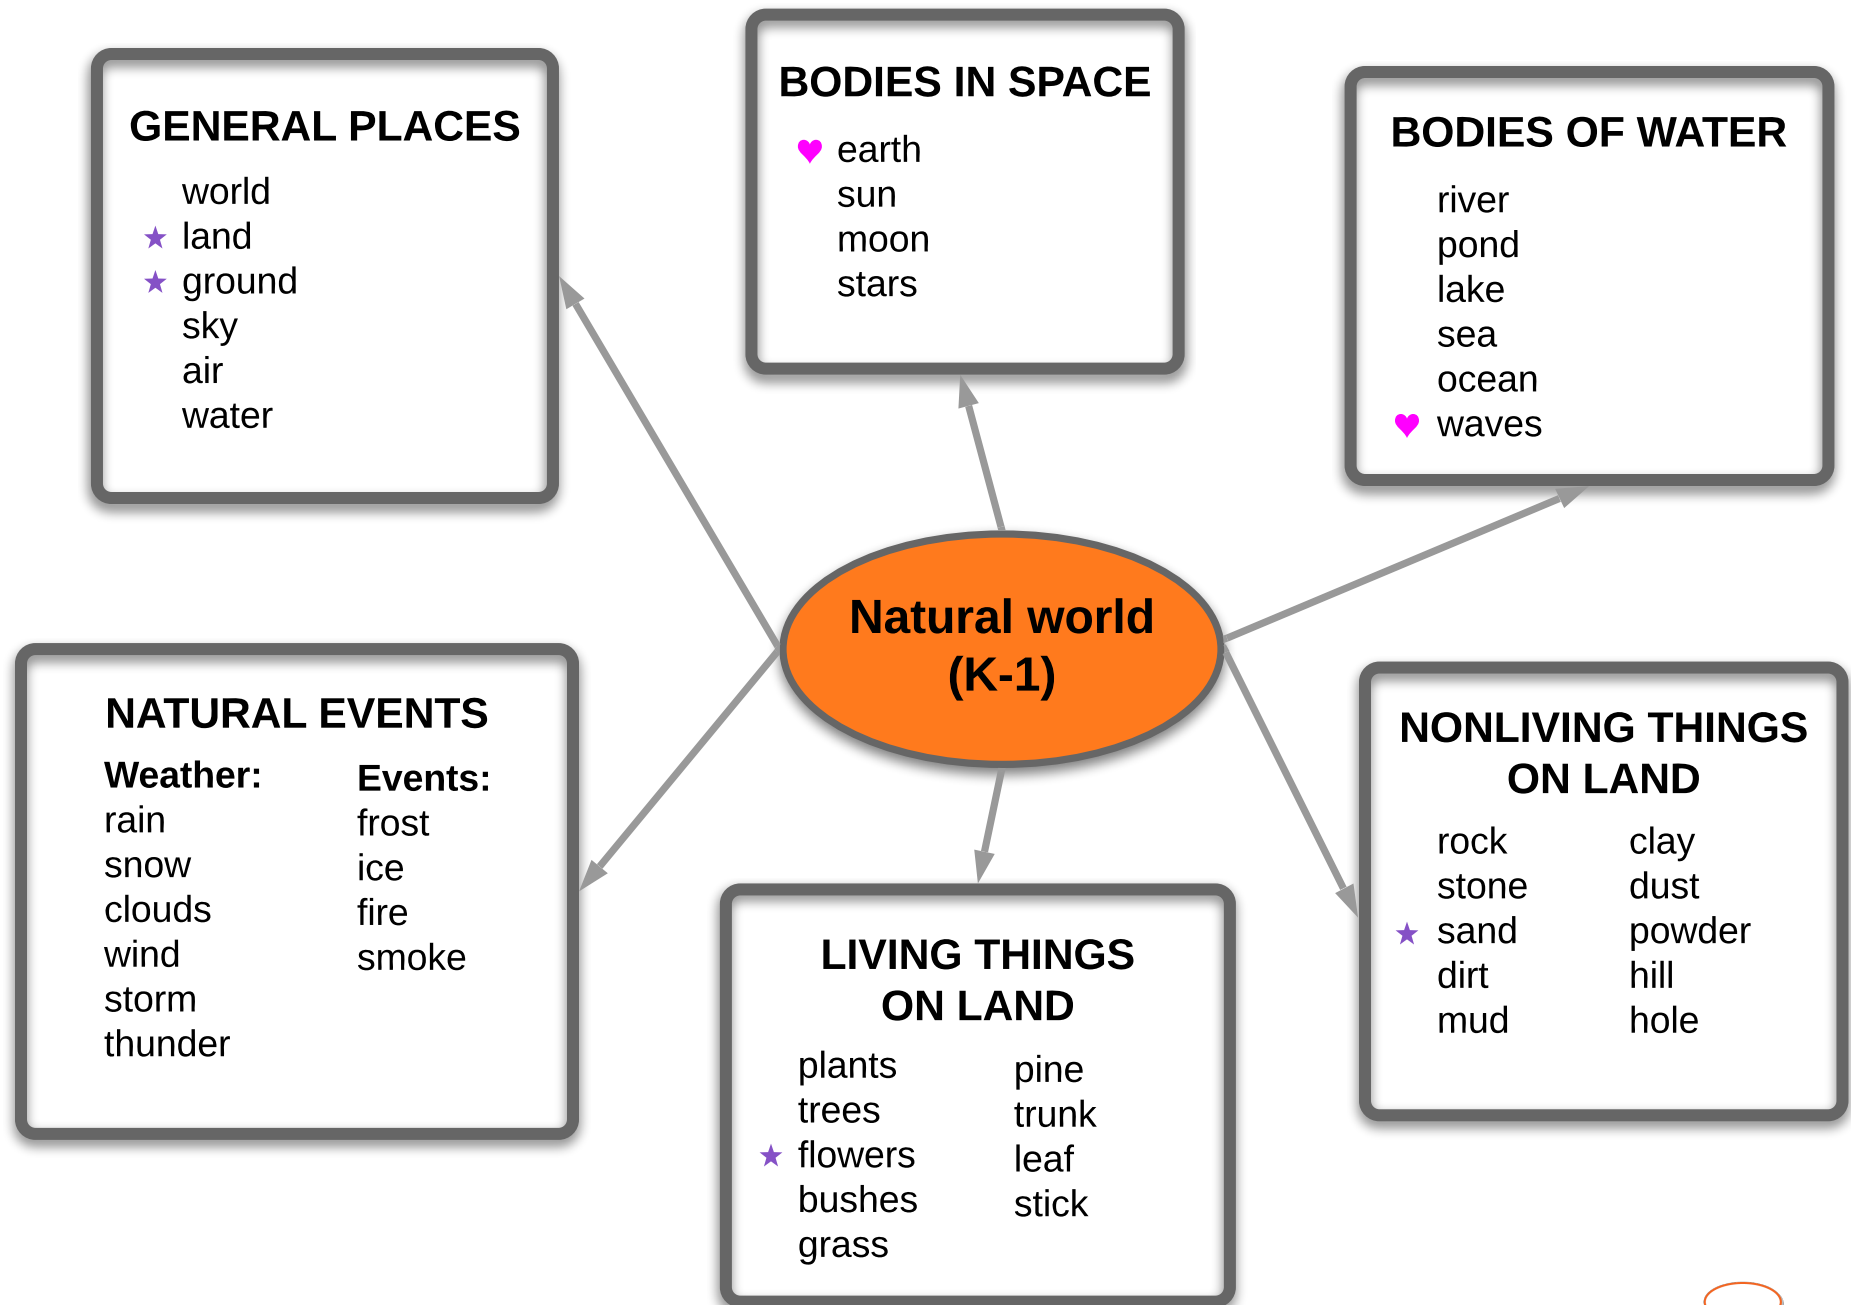 GENERAL PLACES
world
★ land
★ ground
sky
air
water
BODIES IN SPACE
♥ earth
sun
moon
stars
BODIES OF WATER
river
pond
lake
sea
ocean
♥ waves
Natural world
(K-1)
NATURAL EVENTS
Weather:
rain
snow
clouds
wind
storm
thunder
Events:
frost
ice
fire
smoke
LIVING THINGS
ON LAND
plants
trees
★ flowers
bushes
grass
pine
trunk
leaf
stick
NONLIVING THINGS
ON LAND
rock
stone
★ sand
dirt
mud
clay
dust
powder
hill
hole